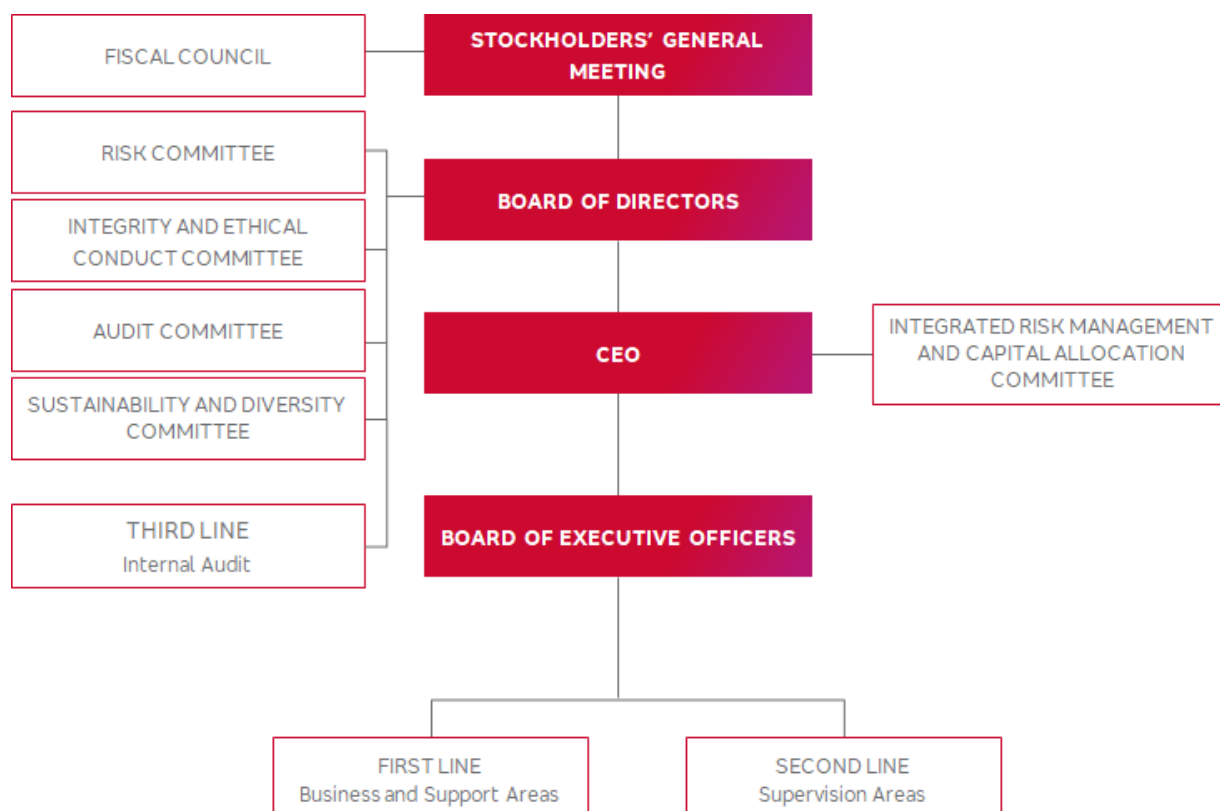 FISCAL COUNCIL
STOCKHOLDERS' GENERAL
MEETING
RISK COMMITTEE
BOARD OF DIRECTORS
INTEGRITY AND ETHICAL
CONDUCT COMMITTEE
AUDIT COMMITTEE
CEO
INTEGRATED RISK MANAGEMENT
AND CAPITAL ALLOCATION
COMMITTEE
SUSTAINABILITY AND DIVERSITY
COMMITTEE
THIRD LINE
Internal Audit
BOARD OF EXECUTIVE OFFICERS
FIRST LINE
Business and Support Areas
SECOND LINE
Supervision Areas